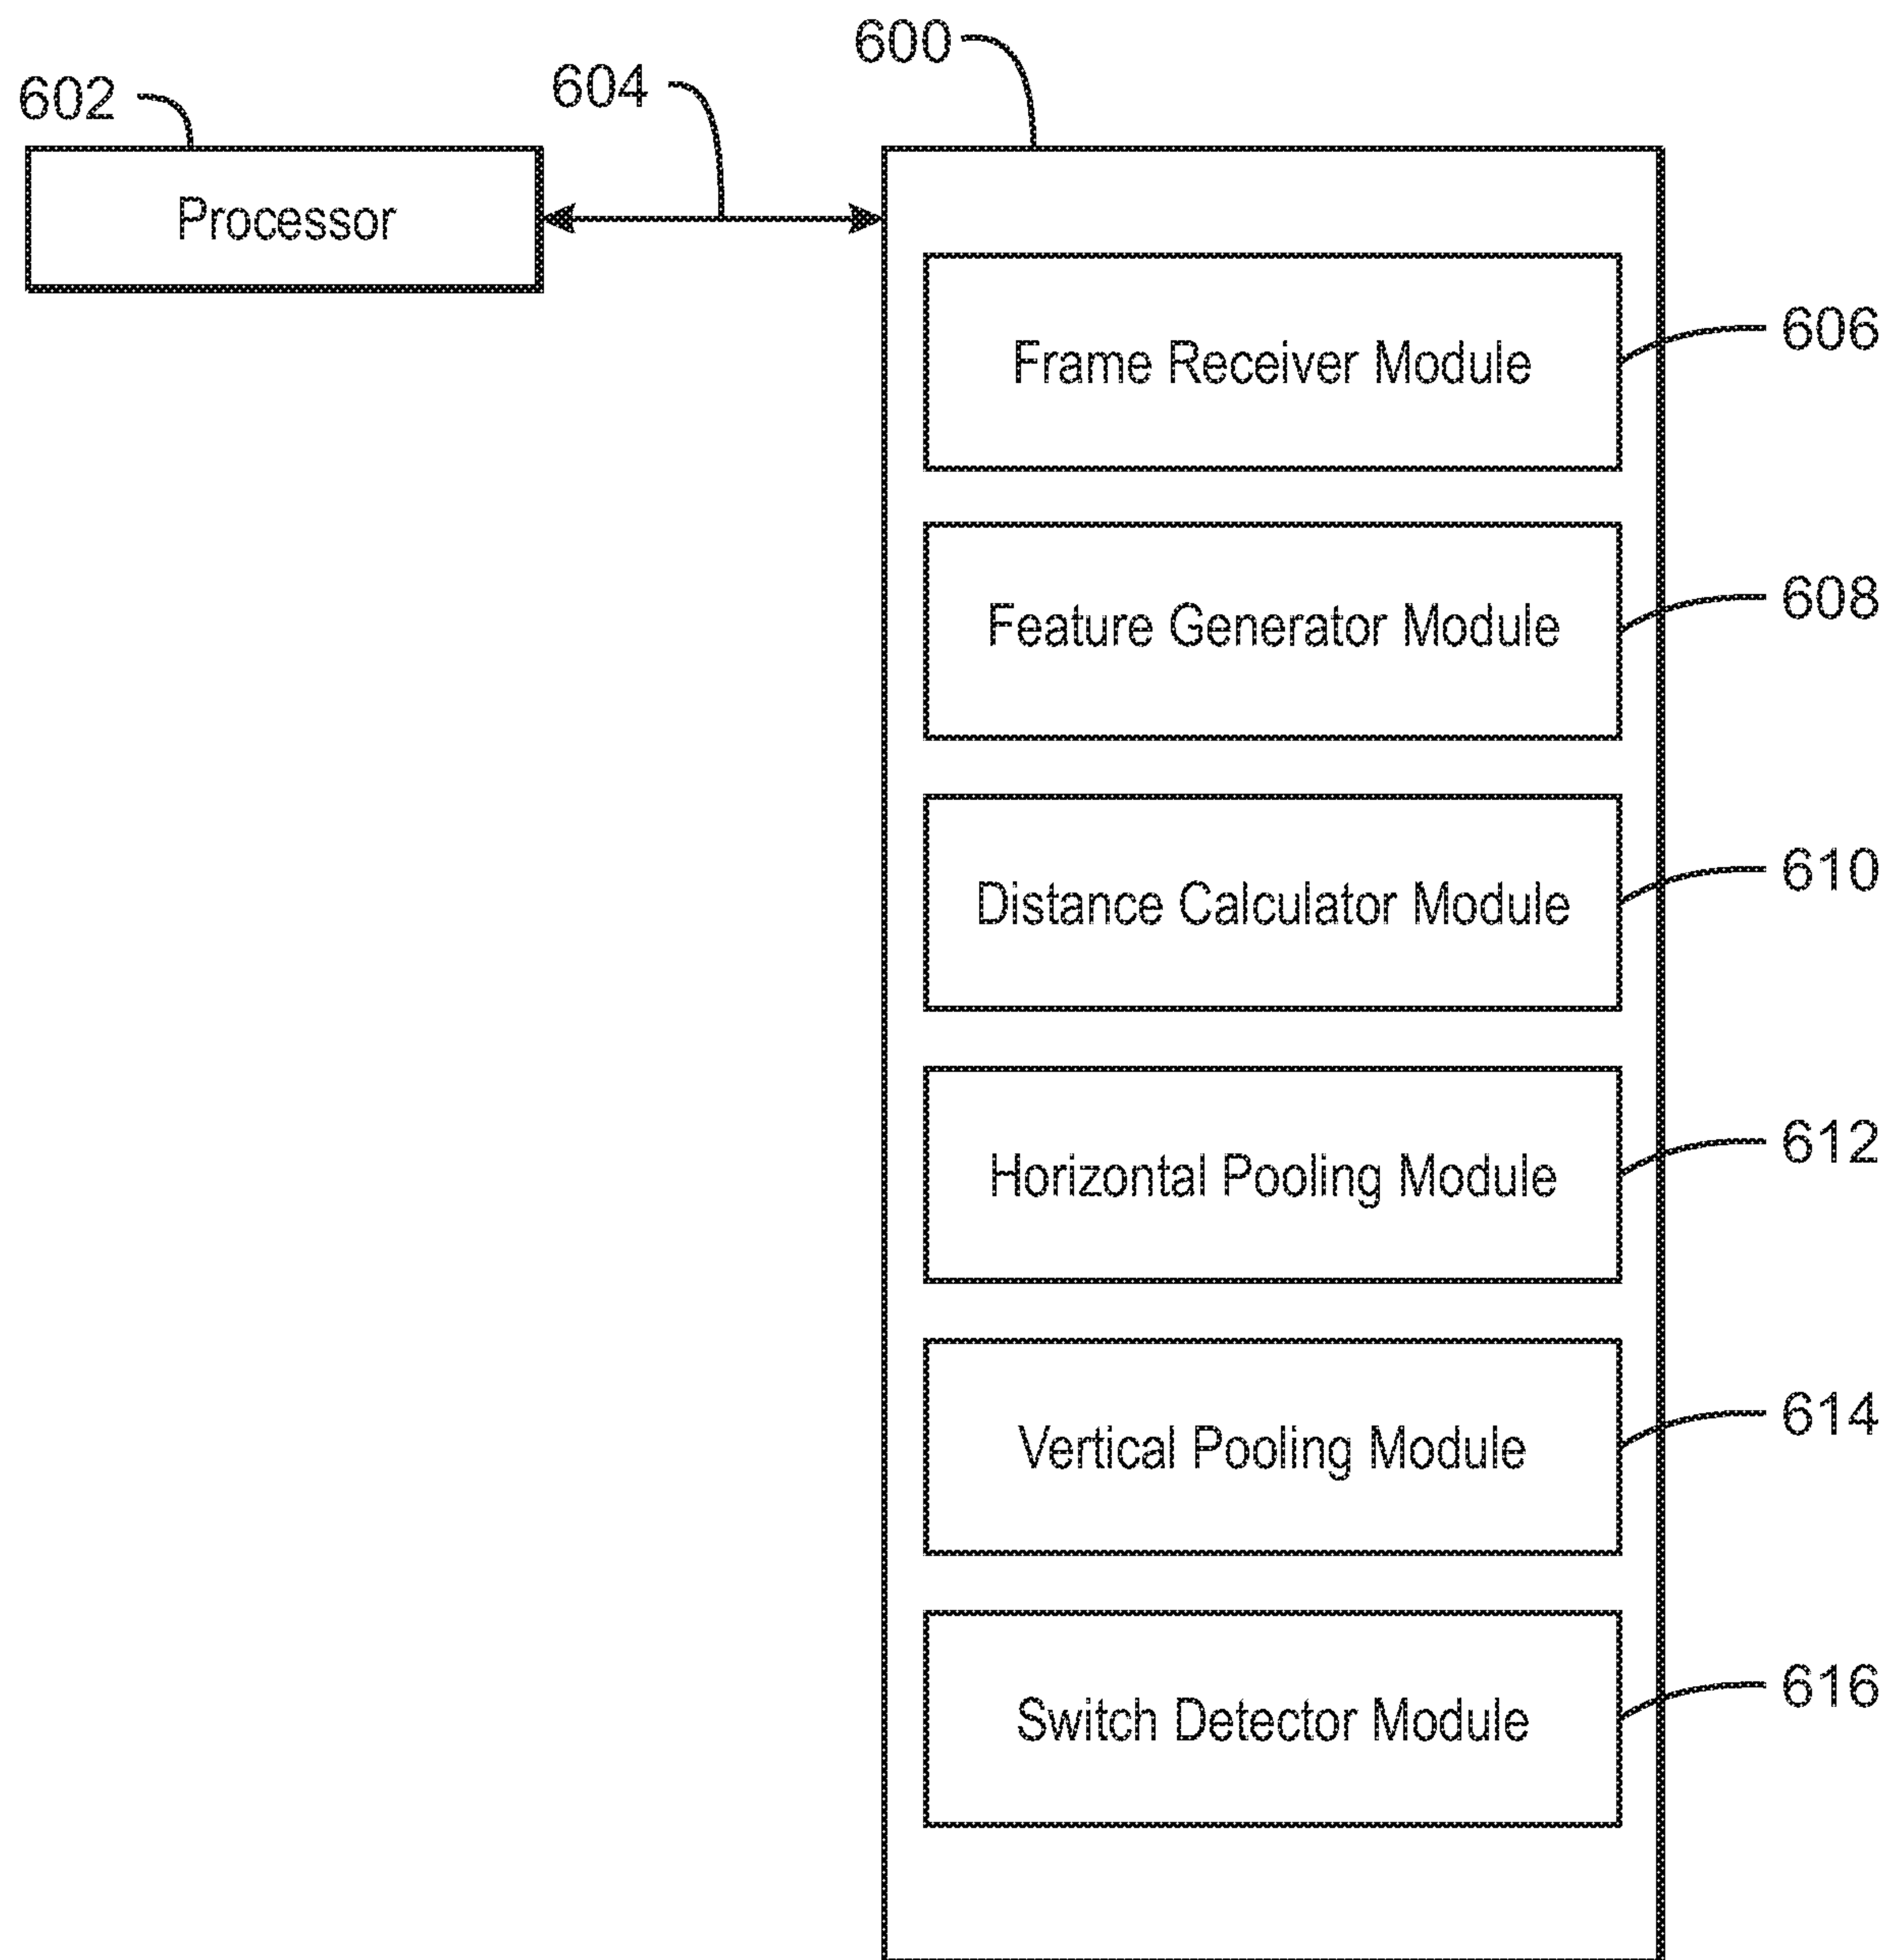 600
604
602
Processor
Frame Receiver Module
606
Feature Generator Module
608
Distance Calculator Module
610
Horizontal Pooling Module
612
Vertical Pooling Module
614
Switch Detector Module
616